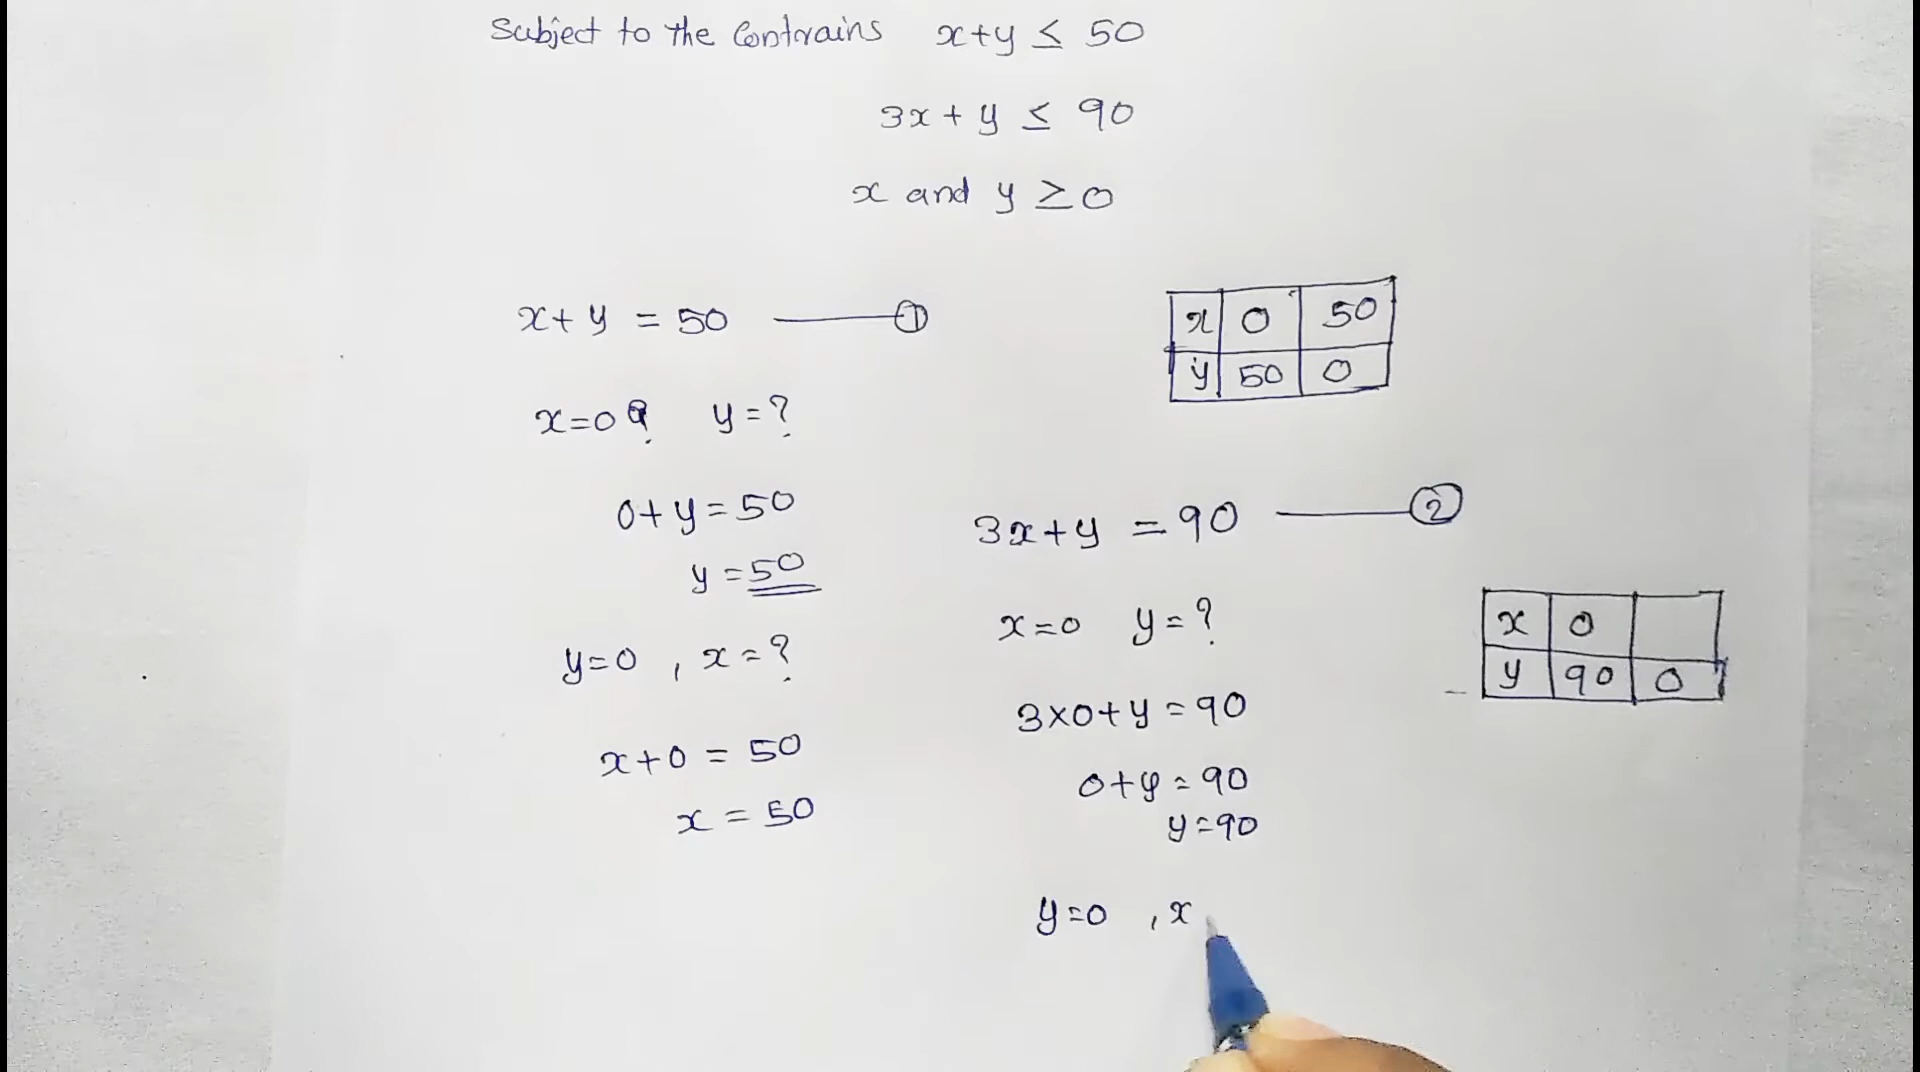 Subject to the Contrains x+y ≤ 50
3x + y ≤ 90
x and y ≥ 0
x + y = 50 ——— ①
x=0 ? y = ?
0 + y = 50
y = 50
y=0 , x = ?
x + 0 = 50
x = 50
x 0 50
y 50 0
3x + y = 90 ——— ②
x=0 y = ?
3×0 + y = 90
0 + y = 90
y = 90
y = 0 , x
x 0
y 90 0